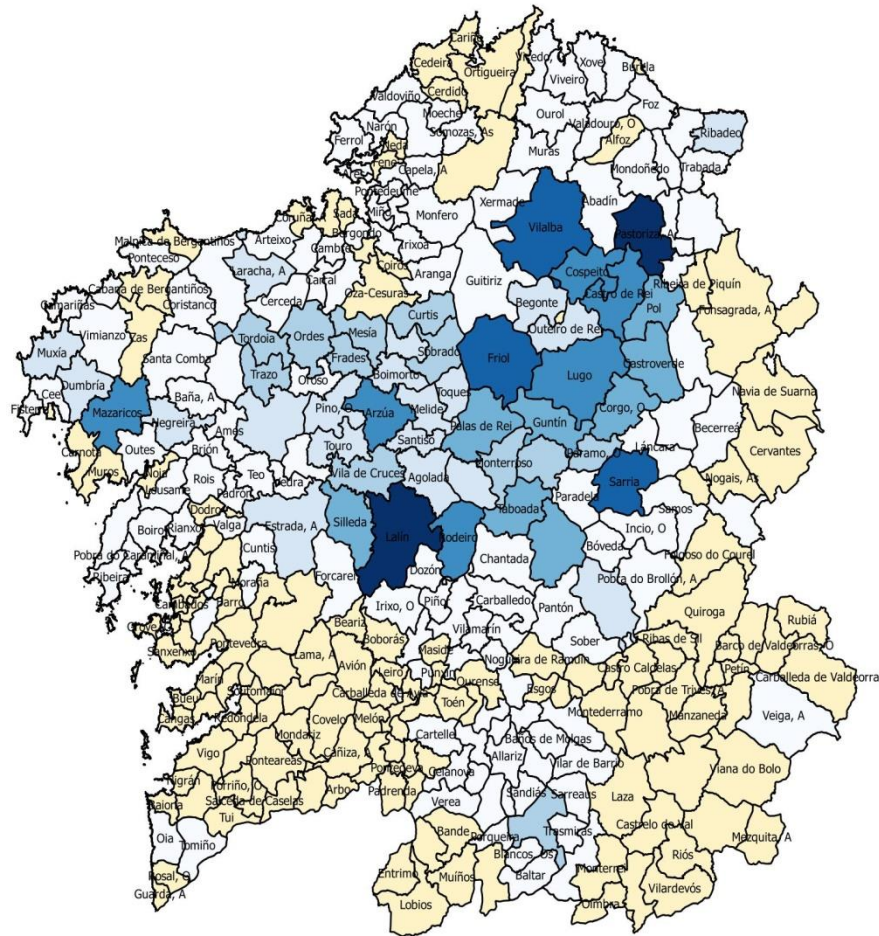 Cariño
Cedeira
Ortigueira
Cerdido
Xove
Viveiro
Burela
Valdoviño
Moeche
Foz
Ourol
Narón
Somozas, As
Valadouro, O
Ribadeo
Ferrol
Alfoz
Muras
Neda
Fene
Mondoñedo
Trabada
Ares
Capela, A
Pontedeume
Xermade
Abadín
Sada
Miño
Monfero
Coruña, A
Vilalba
Pastoriza, A
Bergondo
Arteixo
Malpica de Bergantiños
Cambre
Irixoa
Ponteceso
Coiros
Cospeito
Laracha, A
Aranga
Guitiriz
Cabana de Bergantiños
Carral
Ribeira de Piquín
Castro de Rei
Oza-Cesuras
Camariñas
Coristanco
Cerceda
Begonte
Fonsagrada, A
Pol
Curtis
Outeiro de Rei
Vimianzo
Zas
Tordoia
Ordes
Mesía
Muxía
Santa Comba
Frades
Sobrado
Friol
Castroverde
Trazo
Boimorto
Lugo
Cee
Dumbría
Oroso
Toques
Navia de Suarna
Baña, A
Mazaricos
Pino, O
Arzúa
Melide
Fisterra
Negreira
Corgo, O
Ames
Palas de Rei
Guntín
Becerreá
Carnota
Outes
Brión
Touro
Santiso
Láncara
Cervantes
Muros
Noia
Rois
Teo
Vedra
Monterroso
Páramo, O
Nogais, As
Lousame
Vila de Cruces
Agolada
Sarria
Padrón
Paradela
Dodro
Samos
Boiro
Rianxo
Valga
Estrada, A
Silleda
Taboada
Incio, O
Lalín
Rodeiro
Pobra do Caramiñal, A
Cuntis
Bóveda
Folgoso do Courel
Ribeira
Dozón
Chantada
Moraña
Forcarei
Pobra do Brollón, A
Cambados
Barro
Irixo, O
Piñor
Carballedo
Pantón
Quiroga
Beariz
Grove, O
Vilamarín
Sober
Rubiá
Sanxenxo
Pontevedra
Boborás
Ribas de Sil
Maside
Barco de Valdeorras, O
Lama, A
Avión
Nogueira de Ramuín
Leiro
Punxín
Castro Caldelas
Petín
Marín
Ourense
Carballeda de Valdeorras
Bueu
Soutomaior
Carballeda de Avia
Toén
Esgos
Pobra de Trives, A
Cangas
Redondela
Covelo
Melón
Montederramo
Manzaneda
Veiga, A
Mondariz
Cartelle
Baños de Molgas
Vigo
Ponteareas
Cañiza, A
Allariz
Vilar de Barrio
Pontedeva
Celanova
Viana do Bolo
Nigrán
Porriño, O
Arbo
Padrenda
Salceda de Caselas
Sandiás
Sarreaus
Baiona
Verea
Laza
Tui
Oia
Bande
Porqueira
Trasmiras
Castrelo do Val
Mezquita, A
Tomiño
Blancos, Os
Riós
Entrimo
Muíños
Baltar
Monterrei
Rosal, O
Vilardevós
Guarda, A
Lobios
Oímbra